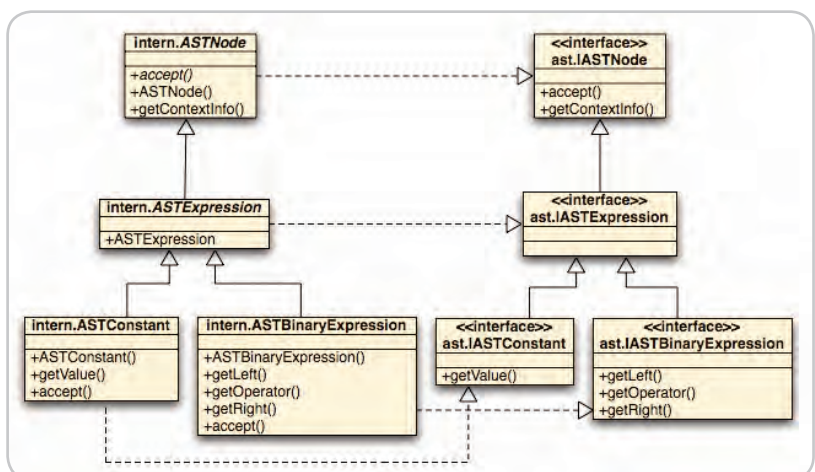 intern.ASTNode
+accept()
+ASTNode()
+getContextInfo()
<<interface>>
ast.IASTNode
+accept()
+getContextInfo()
intern.ASTExpression
+ASTExpression
<<interface>>
ast.IASTExpression
intern.ASTConstant
+ASTConstant()
+getValue()
+accept()
intern.ASTBinaryExpression
+ASTBinaryExpression()
+getLeft()
+getOperator()
+getRight()
+accept()
<<interface>>
ast.IASTConstant
+getValue()
<<interface>>
ast.IASTBinaryExpression
+getLeft()
+getOperator()
+getRight()